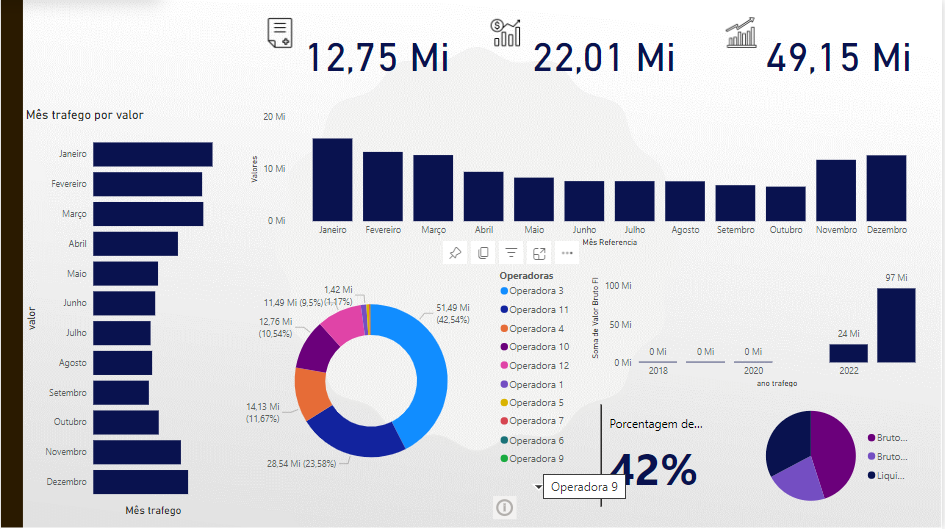 12,75 Mi
22,01 Mi
49,15 Mi
Mês trafego por valor
valor
Janeiro
Fevereiro
Março
Abril
Maio
Junho
Julho
Agosto
Setembro
Outubro
Novembro
Dezembro
Mês trafego
Valores
20 Mi
10 Mi
0 Mi
Janeiro Fevereiro Março Abril Maio Junho Julho Agosto Setembro Outubro Novembro Dezembro
Mês Referencia
1,42 Mi
(1,17%)
11,49 Mi (9,5%)
12,76 Mi
(10,54%)
14,13 Mi
(11,67%)
28,54 Mi (23,58%)
51,49 Mi
(42,54%)
Operadoras
Operadora 3
Operadora 11
Operadora 4
Operadora 10
Operadora 12
Operadora 1
Operadora 5
Operadora 7
Operadora 6
Operadora 9
Operadora 9
Soma de Valor Bruto FI
100 Mi
50 Mi
0 Mi
0 Mi 0 Mi 0 Mi 24 Mi 97 Mi
2018 2020 2022
ano trafego
Porcentagem de...
42%
Bruto...
Bruto...
Liqui...